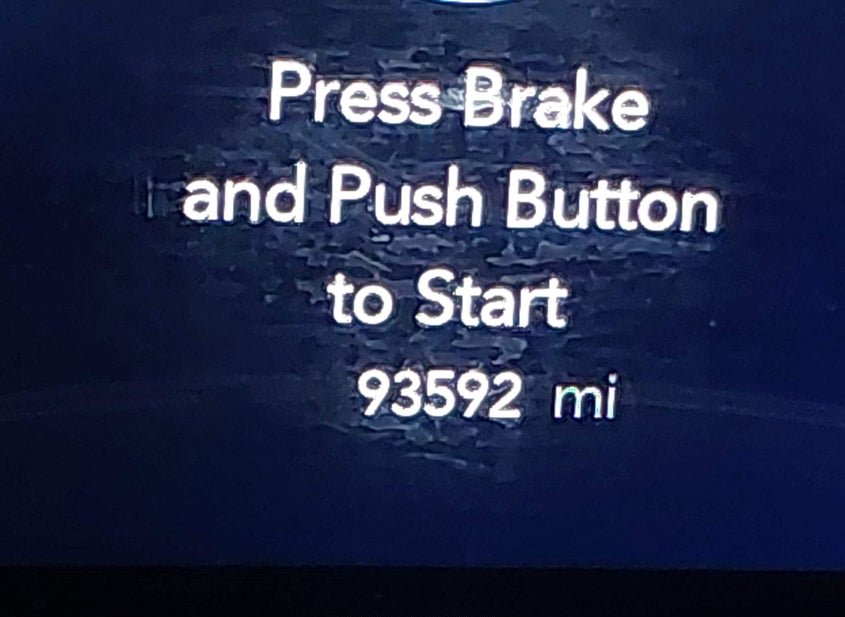 Press Brake
and Push Button
to Start
93592 mi